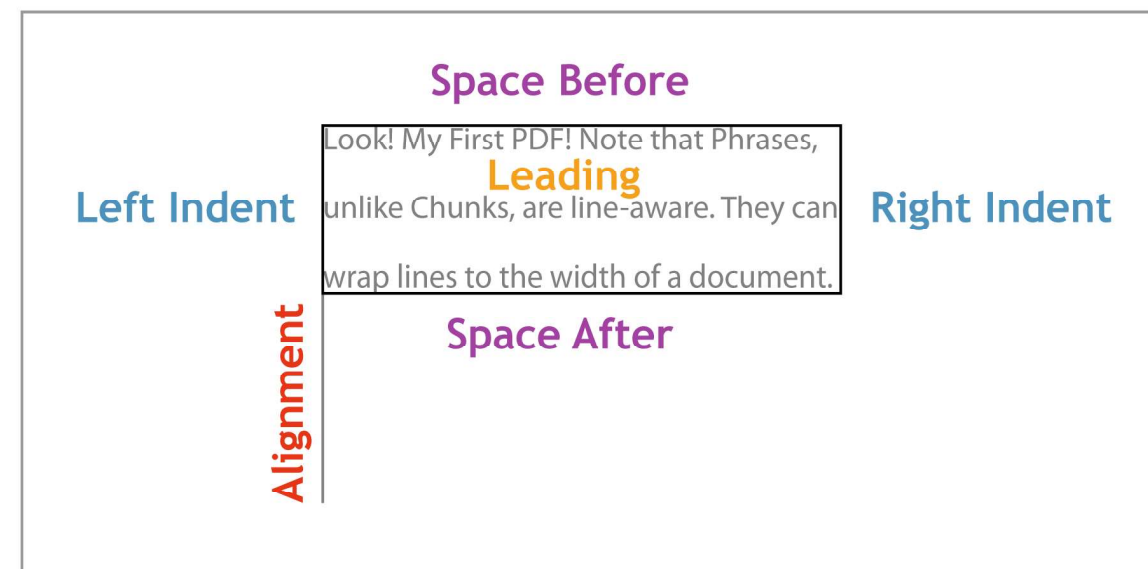 Space Before
Look! My First PDF! Note that Phrases,
Leading
Left Indent
unlike Chunks, are line-aware. They can
Right Indent
wrap lines to the width of a document.
Space After
Alignment